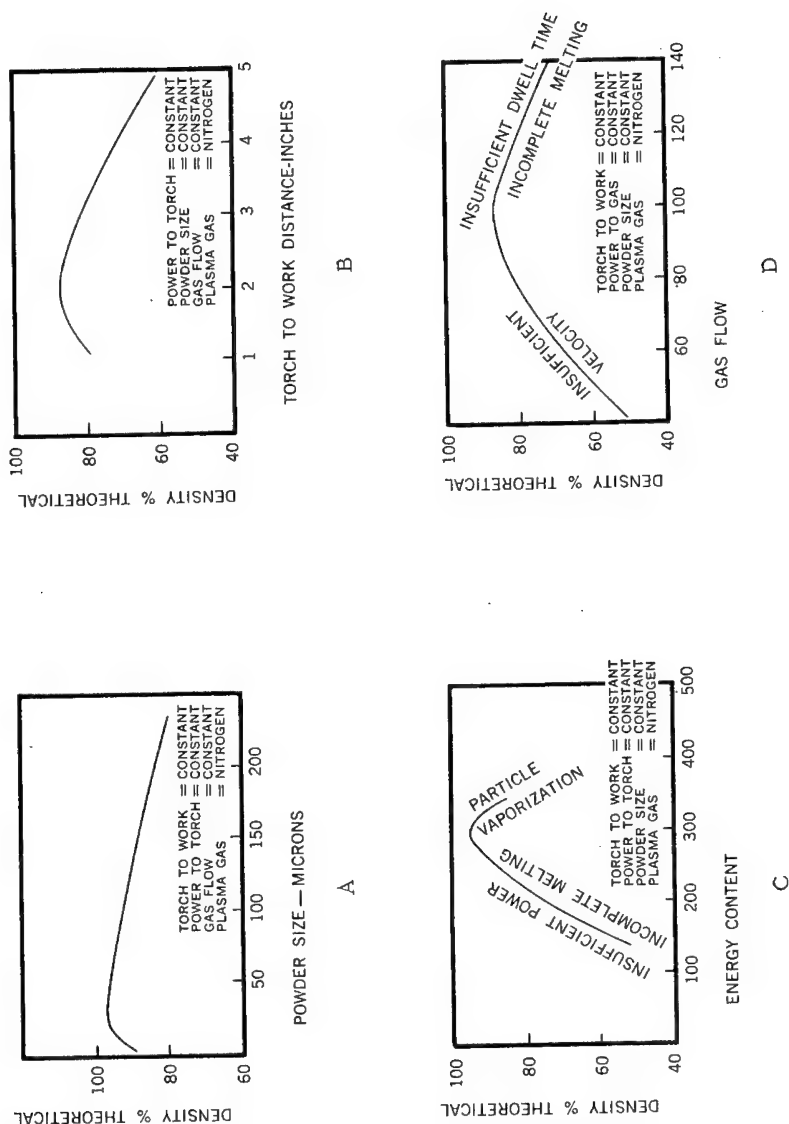 100
80
60
50
100
150
200
DENSITY % THEORETICAL
TORCH TO WORK = CONSTANT
POWER TO TORCH = CONSTANT
GAS FLOW = CONSTANT
PLASMA GAS = NITROGEN
POWDER SIZE — MICRONS
A
100
80
60
40
1
2
3
4
5
DENSITY % THEORETICAL
POWER TO TORCH = CONSTANT
POWDER SIZE = CONSTANT
GAS FLOW = CONSTANT
PLASMA GAS = NITROGEN
TORCH TO WORK DISTANCE-INCHES
B
100
80
60
40
100
200
300
400
500
DENSITY % THEORETICAL
INSUFFICIENT POWER
INCOMPLETE MELTING
PARTICLE
VAPORIZATION
TORCH TO WORK = CONSTANT
POWER TO TORCH = CONSTANT
POWDER SIZE = CONSTANT
PLASMA GAS = NITROGEN
ENERGY CONTENT
C
100
80
60
40
60
80
100
120
140
DENSITY % THEORETICAL
INSUFFICIENT
VELOCITY
INSUFFICIENT DWELL TIME
INCOMPLETE MELTING
TORCH TO WORK = CONSTANT
POWER TO GAS = CONSTANT
POWDER SIZE = CONSTANT
PLASMA GAS = NITROGEN
GAS FLOW
D